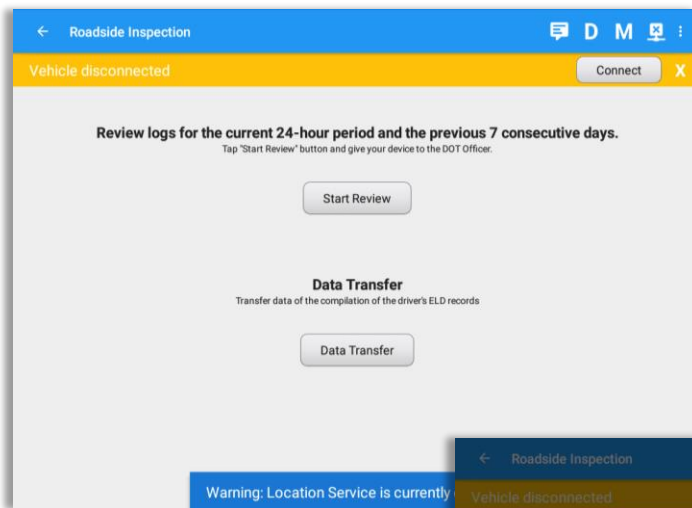 Roadside Inspection
D M
Vehicle disconnected
Connect
X
Review logs for the current 24-hour period and the previous 7 consecutive days.
Tap "Start Review" button and give your device to the DOT Officer.
Start Review
Data Transfer
Transfer data of the compilation of the driver's ELD records
Data Transfer
Warning: Location Service is currently
Roadside Inspection
Vehicle disconnected